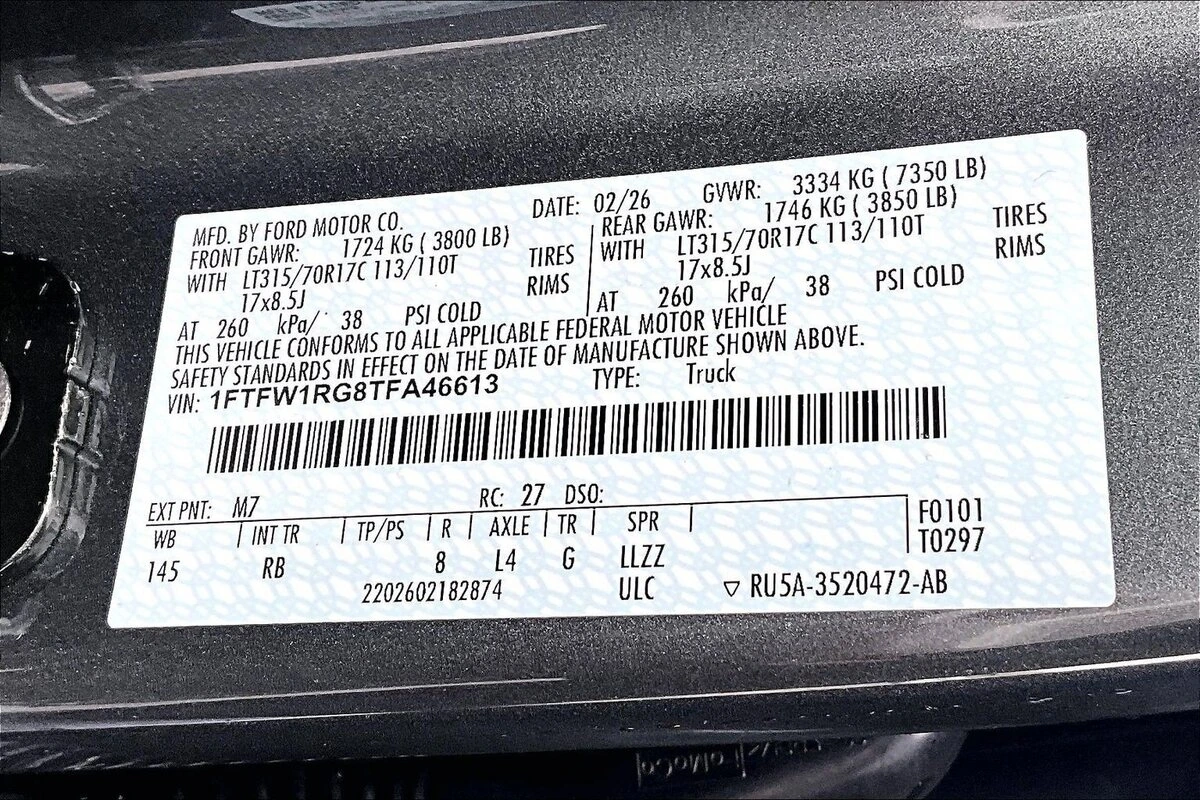 MFD. BY FORD MOTOR CO. DATE: 02/26 GVWR: 3334 KG ( 7350 LB)
FRONT GAWR: 1724 KG ( 3800 LB) REAR GAWR: 1746 KG ( 3850 LB)
WITH LT315/70R17C 113/110T TIRES WITH LT315/70R17C 113/110T TIRES
17x8.5J RIMS 17x8.5J RIMS
AT 260 kPa/ 38 PSI COLD AT 260 kPa/ 38 PSI COLD
THIS VEHICLE CONFORMS TO ALL APPLICABLE FEDERAL MOTOR VEHICLE
SAFETY STANDARDS IN EFFECT ON THE DATE OF MANUFACTURE SHOWN ABOVE.
VIN: 1FTFW1RG8TFA46613 TYPE: Truck
EXT PNT: M7 RC: 27 DSO:
WB INT TR TP/PS R AXLE TR SPR F0101
145 RB 8 L4 G LLZZ T0297
2202602182874 ULC ▽ RU5A-3520472-AB